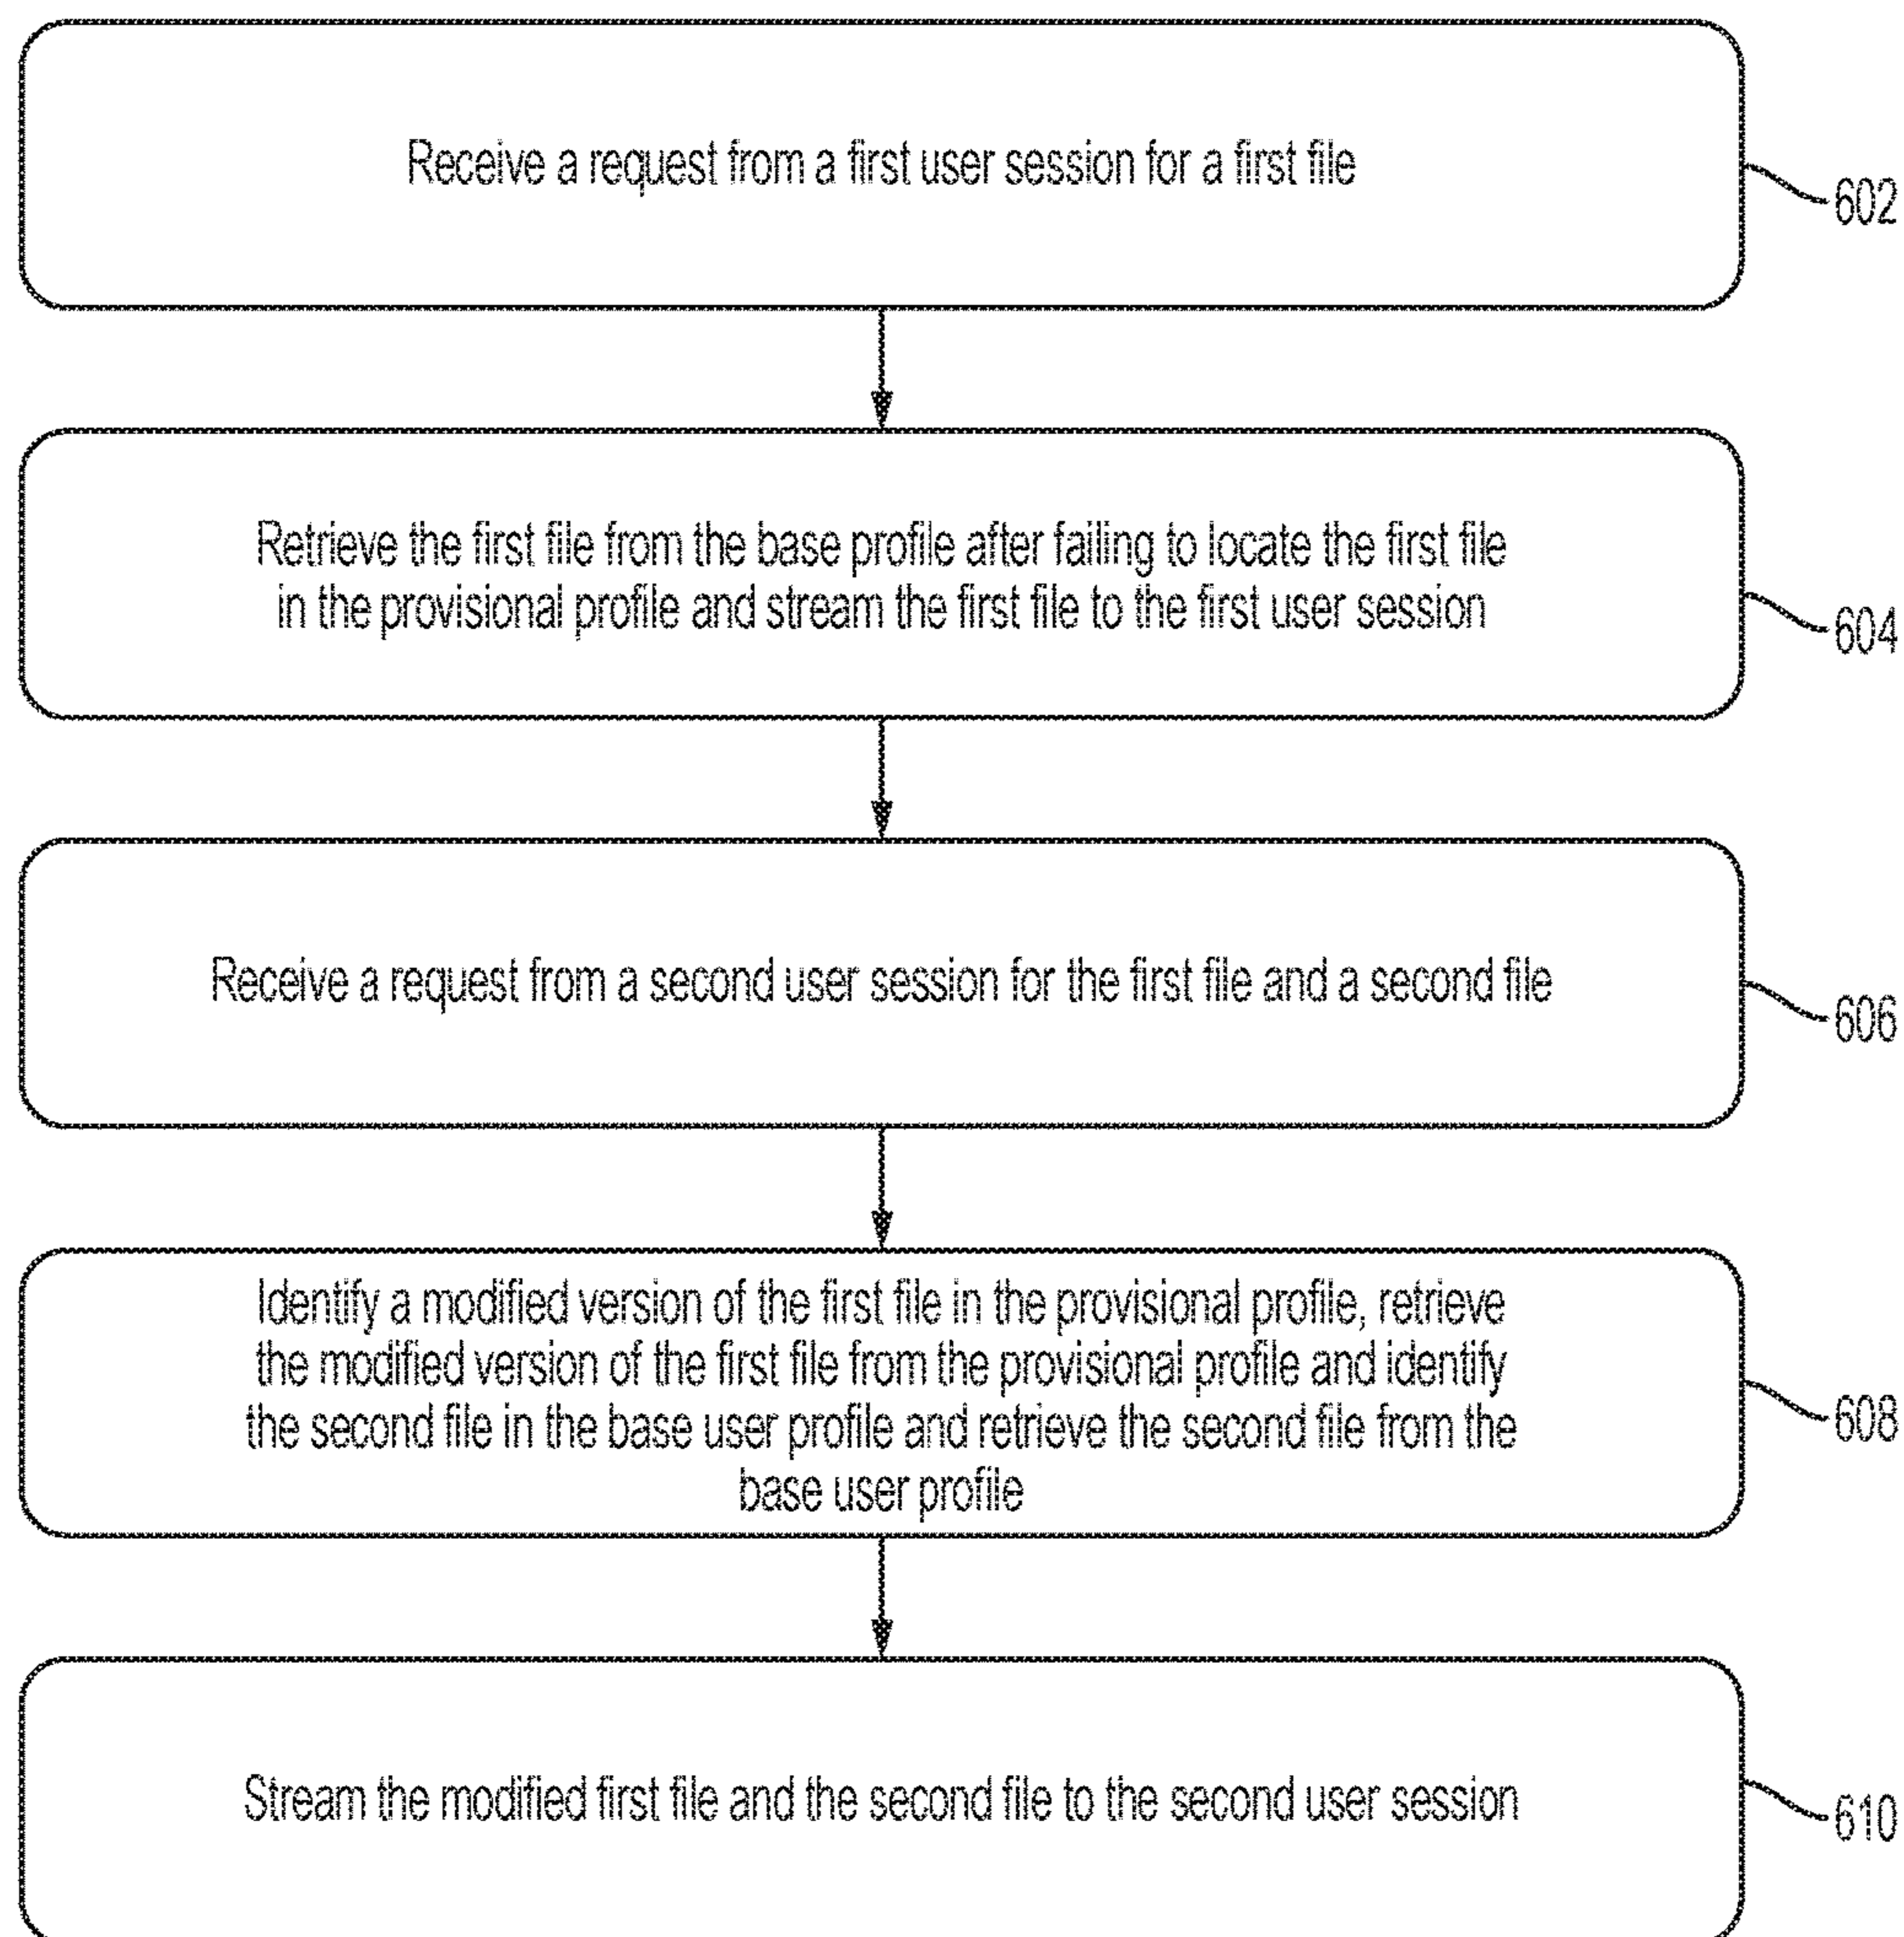 Receive a request from a first user session for a first file
602
Retrieve the first file from the base profile after failing to locate the first file
in the provisional profile and stream the first file to the first user session
604
Receive a request from a second user session for the first file and a second file
606
Identify a modified version of the first file in the provisional profile, retrieve
the modified version of the first file from the provisional profile and identify
the second file in the base user profile and retrieve the second file from the
base user profile
608
Stream the modified first file and the second file to the second user session
610